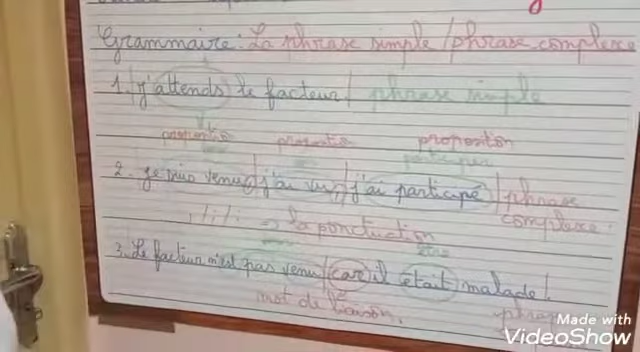 Grammaire: La phrase simple / phrase complexe
1. / j'attends le facteur / phrase simple
proposition
participer
2. je suis venu, / j'ai vu, / j'ai participé / phrase
complexe.
, / ; / : => la ponctuation
être
3. Le facteur n'est pas venu / car il était malade /.
mot de liaison.
Made with
VideoShow